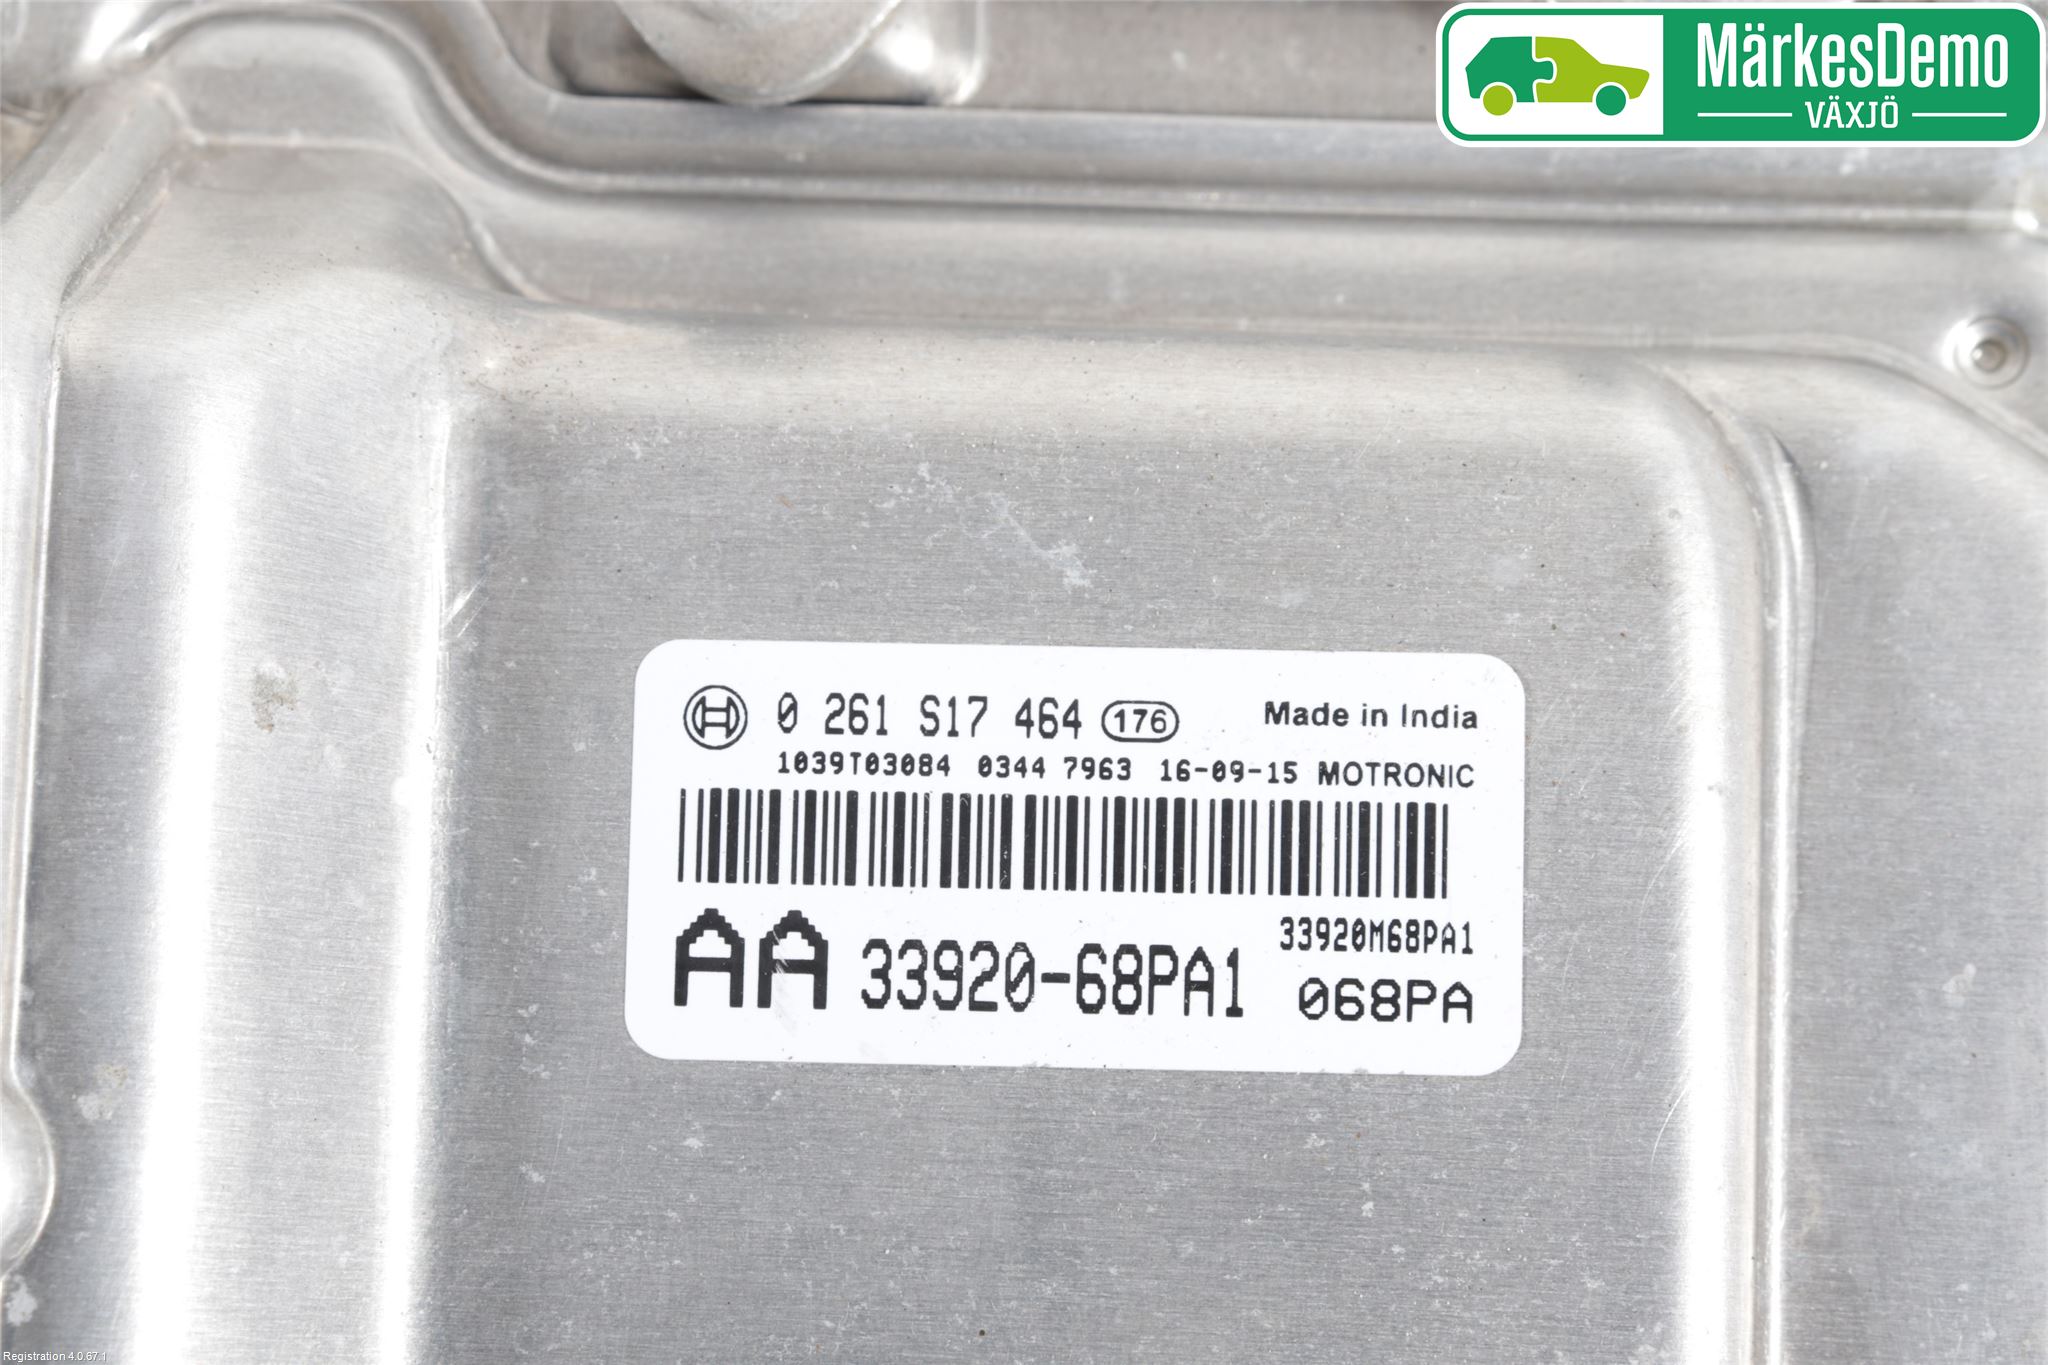 MärkesDemo
VÄXJÖ
0 261 S17 464 176 Made in India
1039T03084 0344 7963 16-09-15 MOTRONIC
33920M68PA1
AA 33920-68PA1 068PA
Registration 4.0.67.1